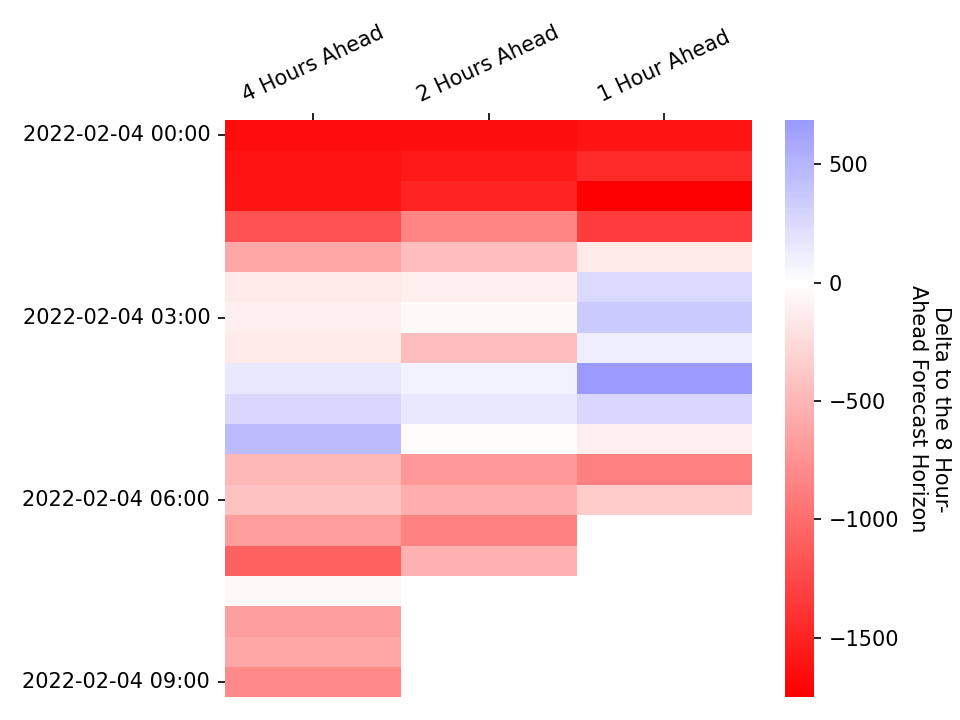 4 Hours Ahead
2 Hours Ahead
1 Hour Ahead
2022-02-04 00:00
2022-02-04 03:00
2022-02-04 06:00
2022-02-04 09:00
500
0
−500
−1000
−1500
Delta to the 8 Hour-
Ahead Forecast Horizon